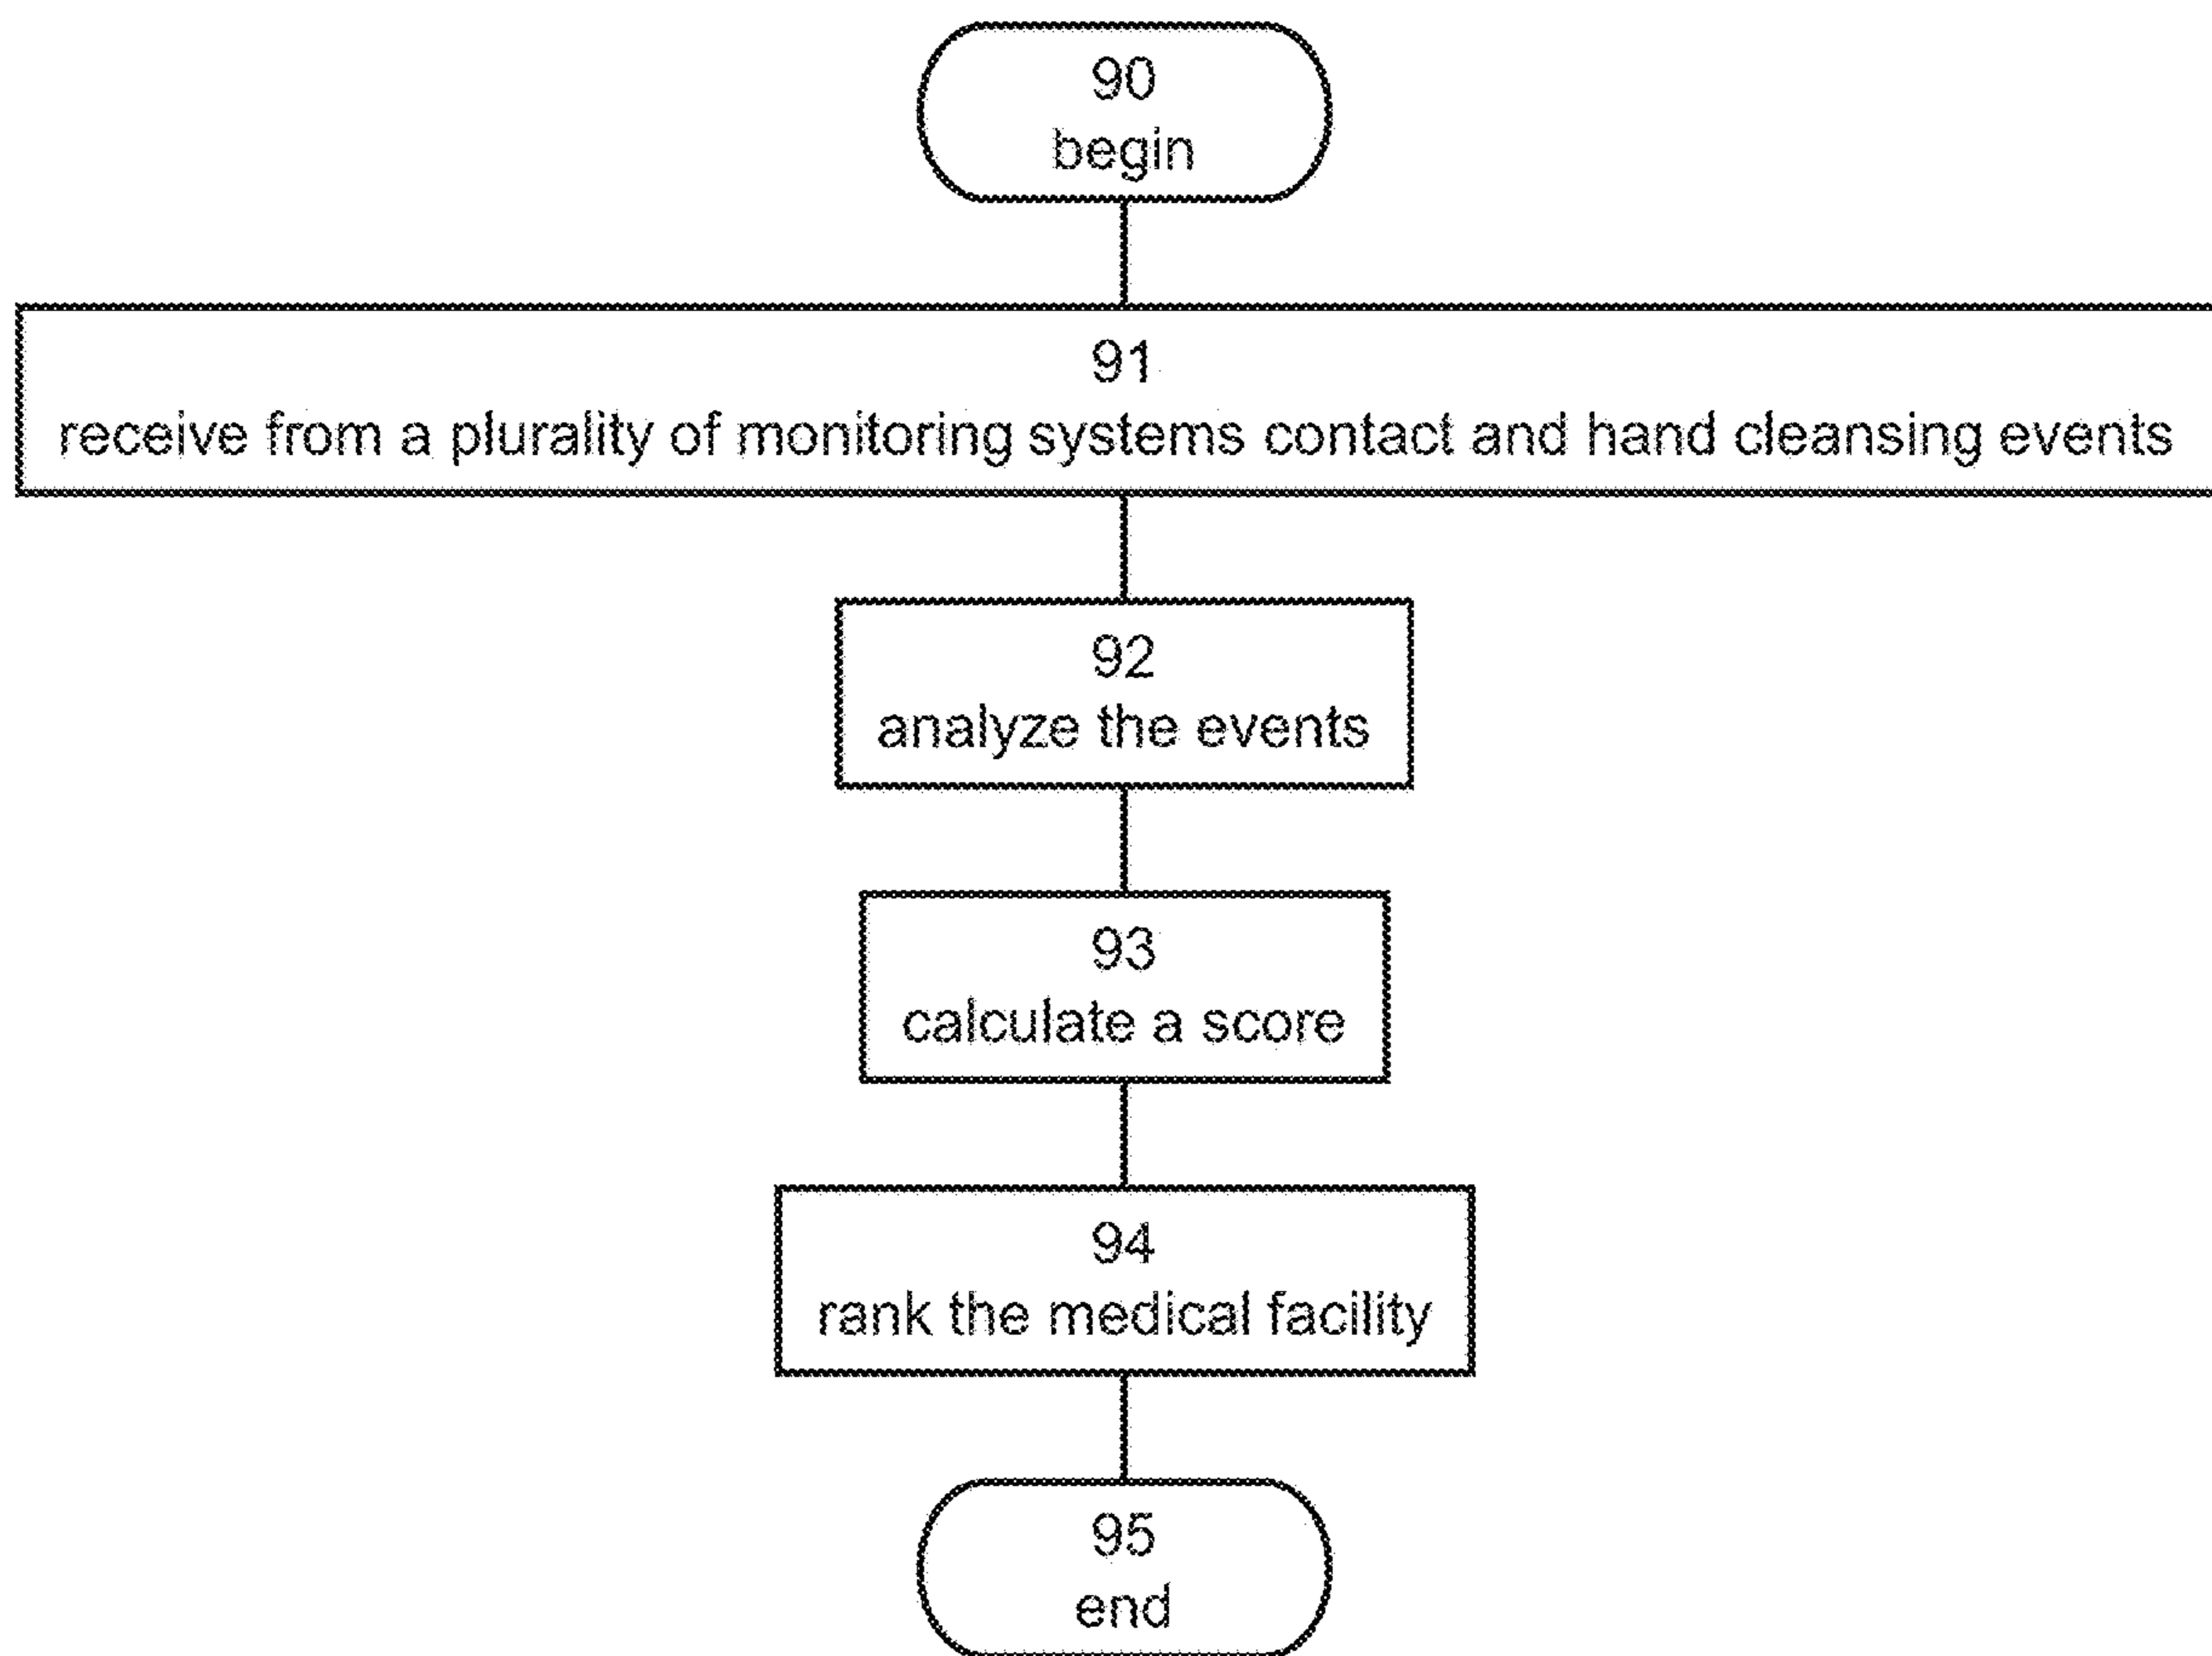 90
begin
91
receive from a plurality of monitoring systems contact and hand cleansing events
92
analyze the events
93
calculate a score
94
rank the medical facility
95
end